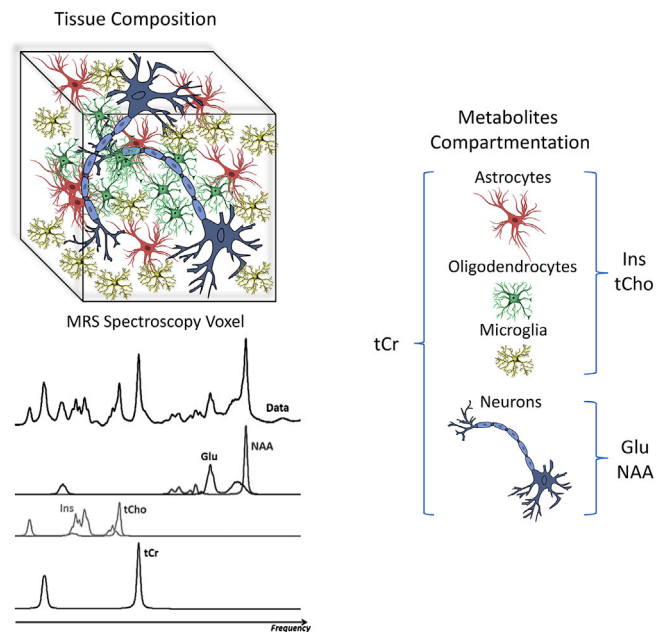 Tissue Composition
MRS Spectroscopy Voxel
Data
Glu
NAA
Ins
tCho
tCr
Frequency
Metabolites
Compartmentation
Astrocytes
Oligodendrocytes
Microglia
Neurons
tCr
Ins
tCho
Glu
NAA